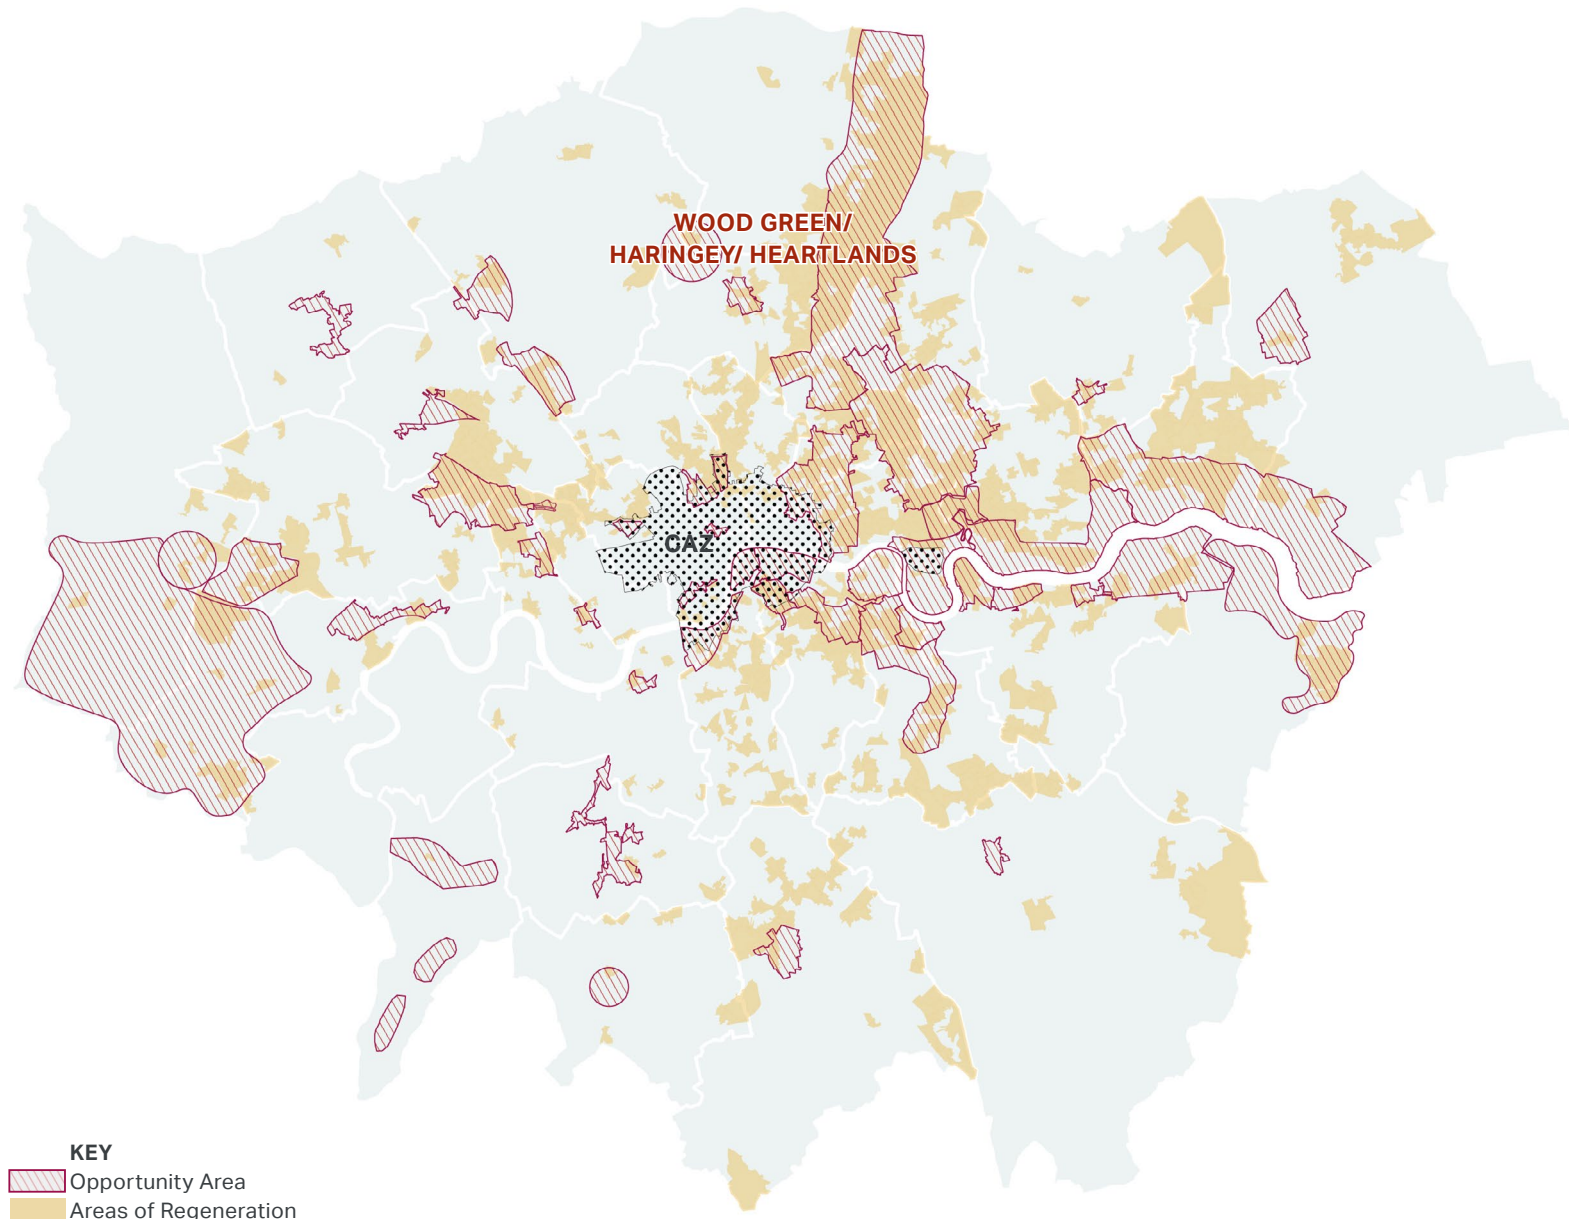 WOOD GREEN/
HARINGEY/ HEARTLANDS
CAZ
KEY
Opportunity Area
Areas of Regeneration